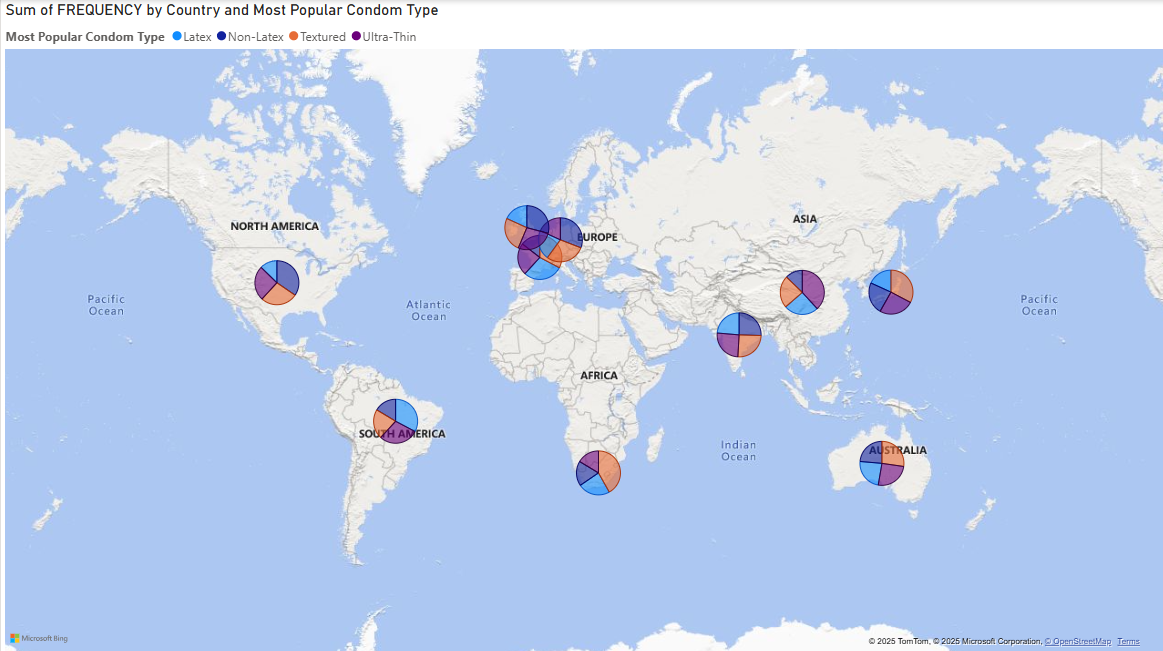 Sum of FREQUENCY by Country and Most Popular Condom Type
Most Popular Condom Type Latex Non-Latex Textured Ultra-Thin
NORTH AMERICA
EUROPE
ASIA
Pacific
Ocean
Atlantic
Ocean
Pacific
Ocean
AFRICA
SOUTH AMERICA
Indian
Ocean
AUSTRALIA
Microsoft Bing
© 2025 TomTom, © 2025 Microsoft Corporation, © OpenStreetMap Terms